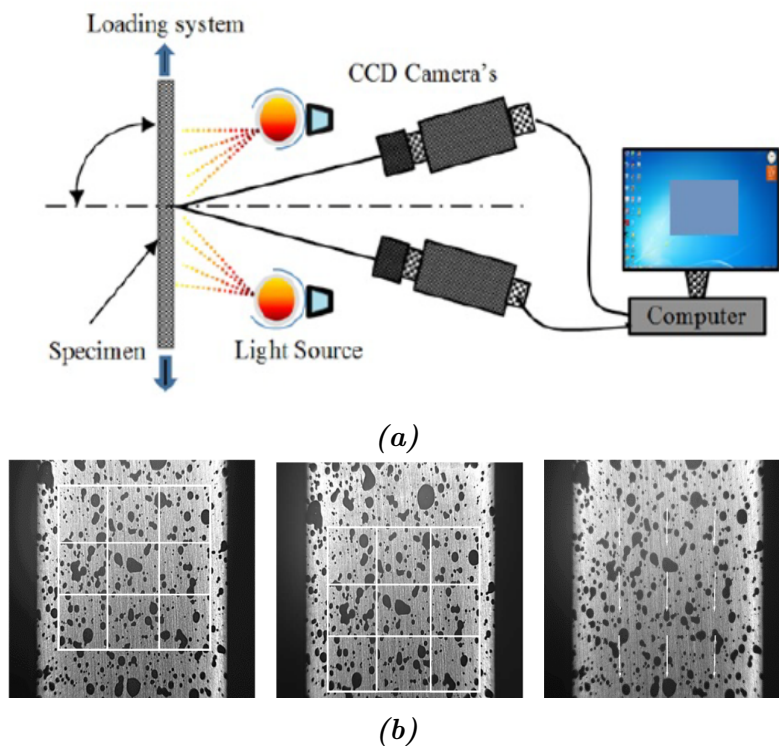 Loading system
CCD Camera's
Specimen
Light Source
Computer
(a)
(b)